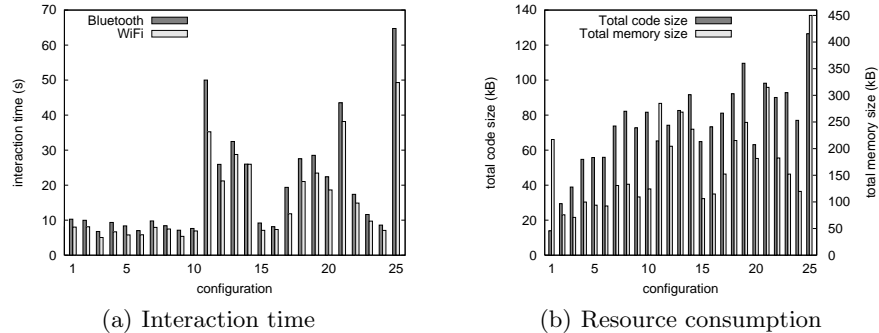 70
60
50
40
30
20
10
0
interaction time (s)
Bluetooth
WiFi
1 5 10 15 20 25
configuration
(a) Interaction time
140
120
100
80
60
40
20
0
total code size (kB)
Total code size
Total memory size
450
400
350
300
250
200
150
100
50
0
total memory size (kB)
1 5 10 15 20 25
configuration
(b) Resource consumption